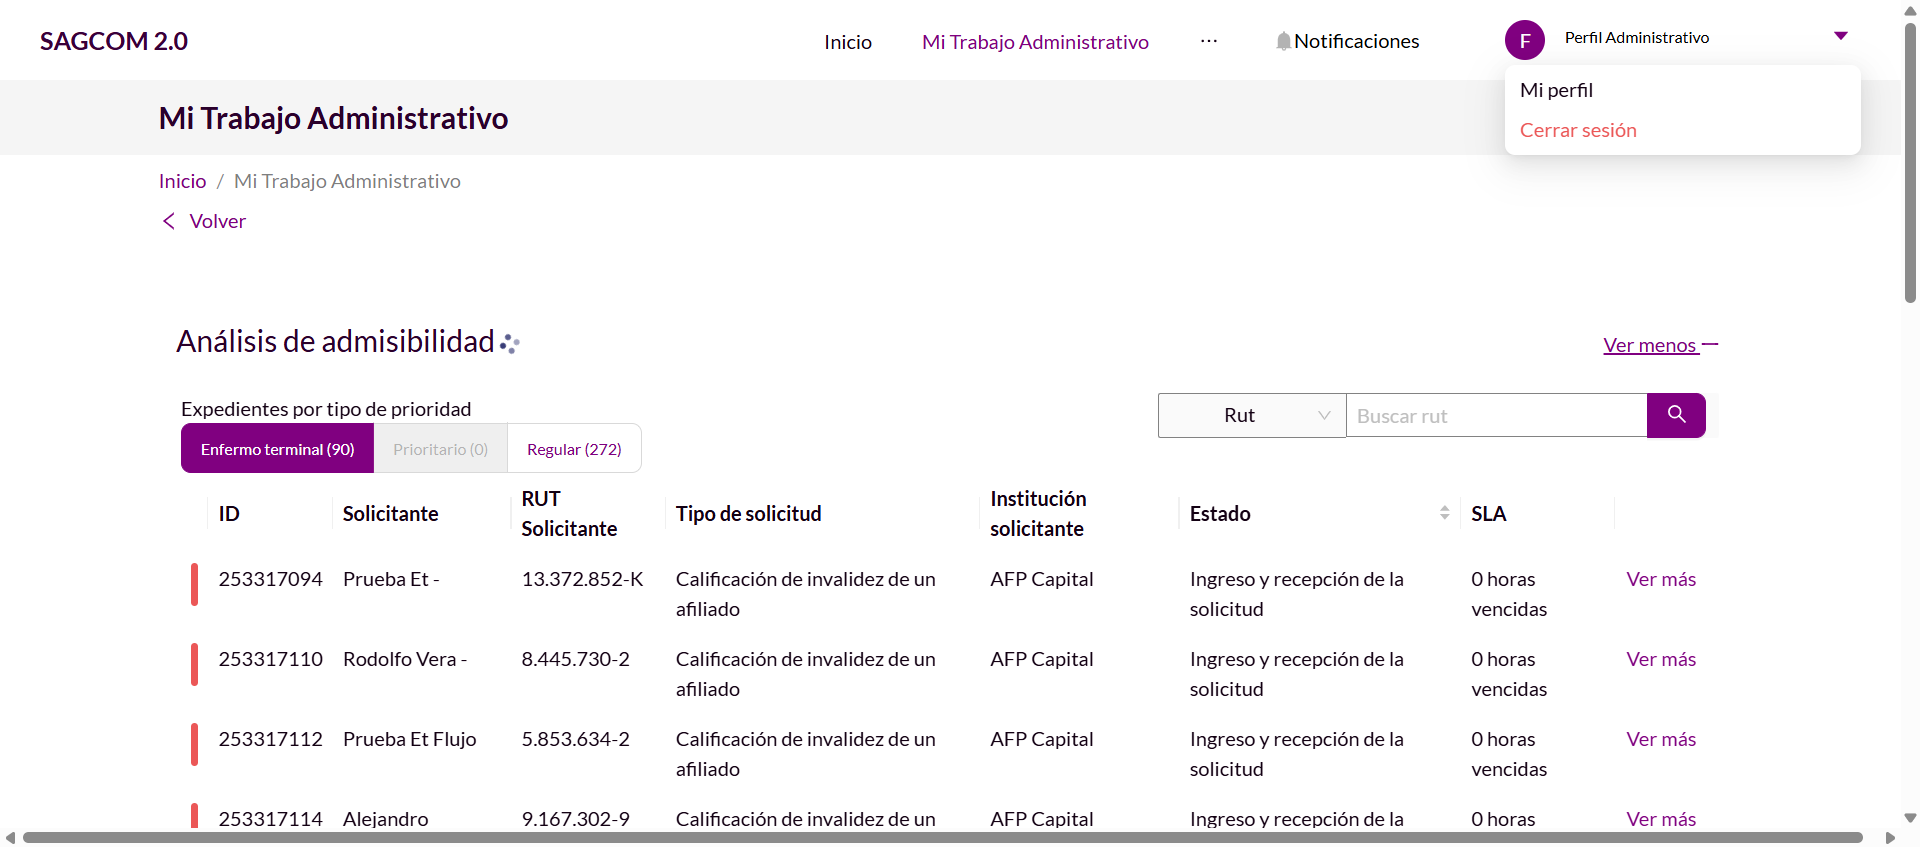 SAGCOM 2.0
Inicio
Mi Trabajo Administrativo
···
Notificaciones
F
Perfil Administrativo
Mi perfil
Cerrar sesión
Mi Trabajo Administrativo
Inicio / Mi Trabajo Administrativo
Volver
Análisis de admisibilidad
Ver menos
Expedientes por tipo de prioridad
Enfermo terminal (90)
Prioritario (0)
Regular (272)
Rut
Buscar rut
ID
Solicitante
RUT
Solicitante
Tipo de solicitud
Institución
solicitante
Estado
SLA
253317094
Prueba Et -
13.372.852-K
Calificación de invalidez de un
afiliado
AFP Capital
Ingreso y recepción de la
solicitud
0 horas
vencidas
Ver más
253317110
Rodolfo Vera -
8.445.730-2
Calificación de invalidez de un
afiliado
AFP Capital
Ingreso y recepción de la
solicitud
0 horas
vencidas
Ver más
253317112
Prueba Et Flujo
5.853.634-2
Calificación de invalidez de un
afiliado
AFP Capital
Ingreso y recepción de la
solicitud
0 horas
vencidas
Ver más
253317114
Alejandro
9.167.302-9
Calificación de invalidez de un
AFP Capital
Ingreso y recepción de la
0 horas
Ver más